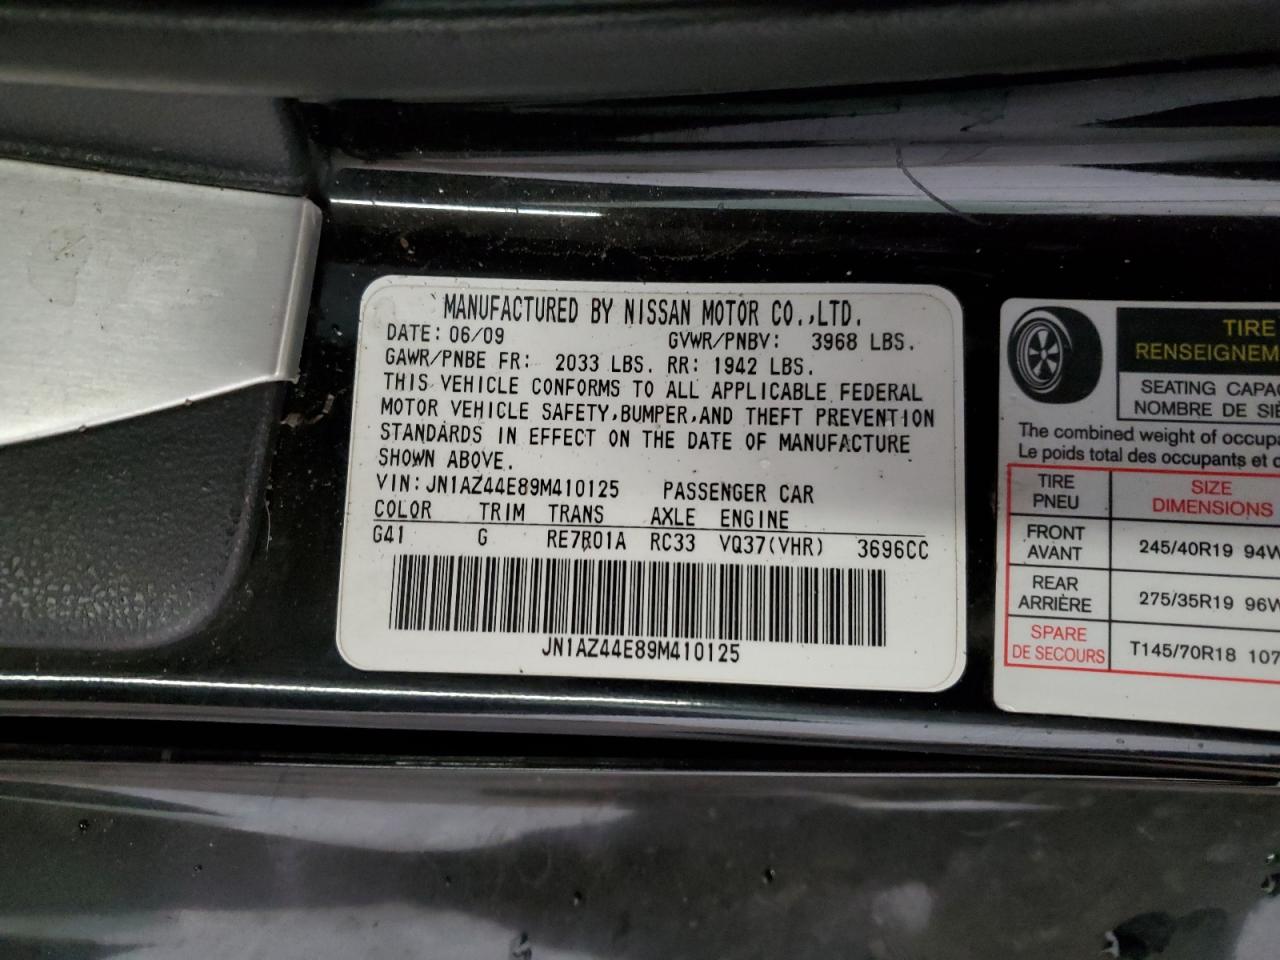 MANUFACTURED BY NISSAN MOTOR CO.,LTD.
DATE: 06/09 GVWR/PNBV: 3968 LBS.
GAWR/PNBE FR: 2033 LBS. RR: 1942 LBS.
THIS VEHICLE CONFORMS TO ALL APPLICABLE FEDERAL
MOTOR VEHICLE SAFETY,BUMPER,AND THEFT PREVENTION
STANDARDS IN EFFECT ON THE DATE OF MANUFACTURE
SHOWN ABOVE.
VIN:JN1AZ44E89M410125 PASSENGER CAR
COLOR TRIM TRANS AXLE ENGINE
G41 G RE7R01A RC33 VQ37(VHR) 3696CC
JN1AZ44E89M410125
TIRE
RENSEIGNEM
SEATING CAPAC
NOMBRE DE SIÈ
The combined weight of occupa
Le poids total des occupants et
TIRE SIZE
PNEU DIMENSIONS
FRONT
AVANT 245/40R19 94W
REAR
ARRIÈRE 275/35R19 96W
SPARE
DE SECOURS T145/70R18 107